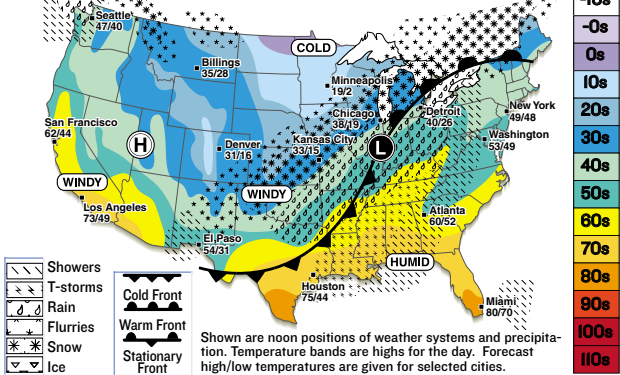 Seattle
47/40
COLD
Billings
35/28
Minneapolis
19/2
Chicago
38/19
Detroit
40/26
New York
49/48
San Francisco
62/44
H
Denver
31/16
Kansas City
33/15
L
Washington
53/49
WINDY
WINDY
Los Angeles
73/49
El Paso
54/31
Atlanta
60/52
HUMID
Houston
75/44
Miami
80/70
Showers
T-storms
Rain
Flurries
Snow
Ice
Cold Front
Warm Front
Stationary
Front
Shown are noon positions of weather systems and precipita-
tion. Temperature bands are highs for the day. Forecast
high/low temperatures are given for selected cities.
-10s
-0s
0s
10s
20s
30s
40s
50s
60s
70s
80s
90s
100s
110s